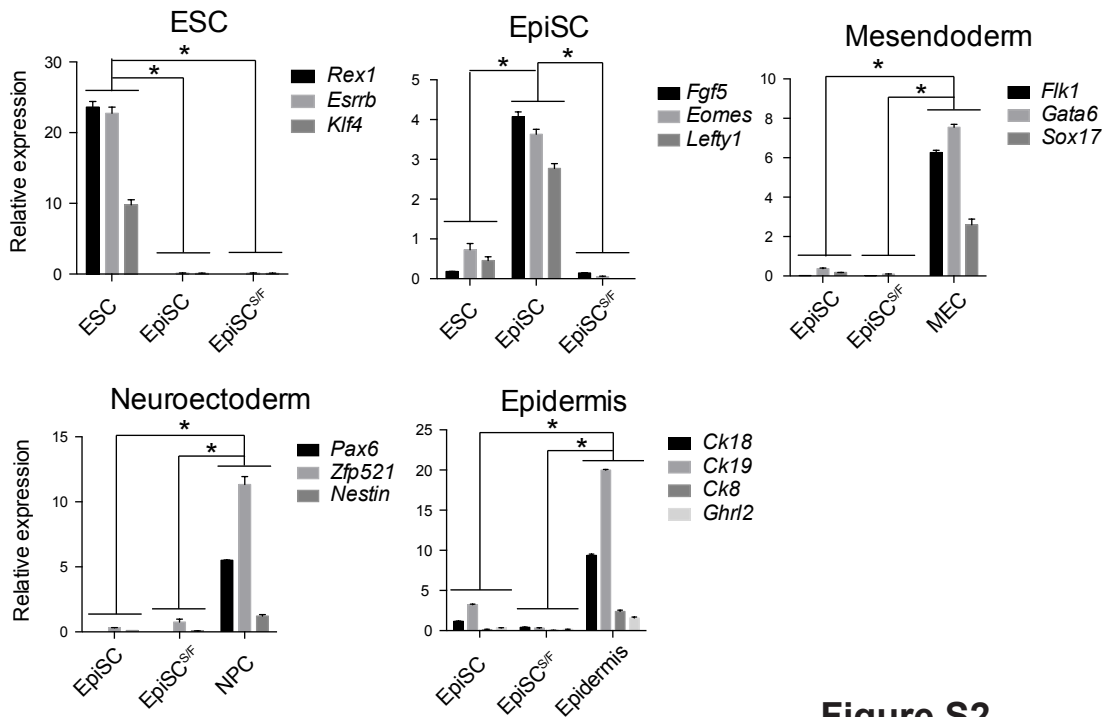 ESC
Relative expression
30
20
10
0
*
*
Rex1
Esrrb
Klf4
ESC
EpiSC
EpiSC^S/F
EpiSC
5
4
3
2
1
0
*
*
Fgf5
Eomes
Lefty1
ESC
EpiSC
EpiSC^S/F
Mesendoderm
10
8
6
4
2
0
*
*
Flk1
Gata6
Sox17
EpiSC
EpiSC^S/F
MEC
Neuroectoderm
Relative expression
15
10
5
0
*
*
Pax6
Zfp521
Nestin
EpiSC
EpiSC^S/F
NPC
Epidermis
25
20
15
10
5
0
*
*
Ck18
Ck19
Ck8
Ghrl2
EpiSC
EpiSC^S/F
Epidermis
Figure S2